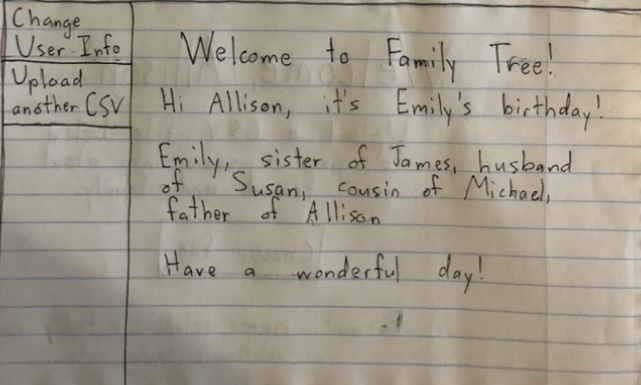 Change
User Info
Upload
another CSV
Welcome to Family Tree!
Hi Allison, it's Emily's birthday!
Emily, sister of James, husband
of Susan, cousin of Michael,
father of Allison
Have a wonderful day!